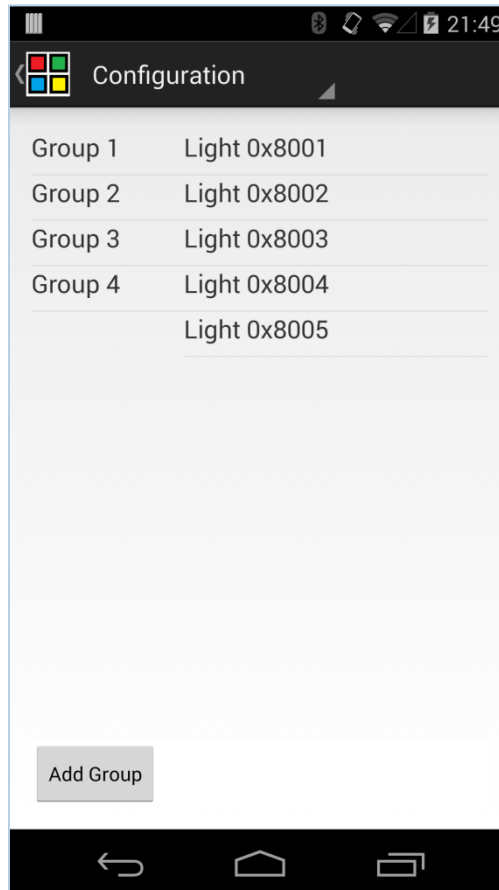 21:49
Configuration
Group 1 Light 0x8001
Group 2 Light 0x8002
Group 3 Light 0x8003
Group 4 Light 0x8004
Light 0x8005
Add Group